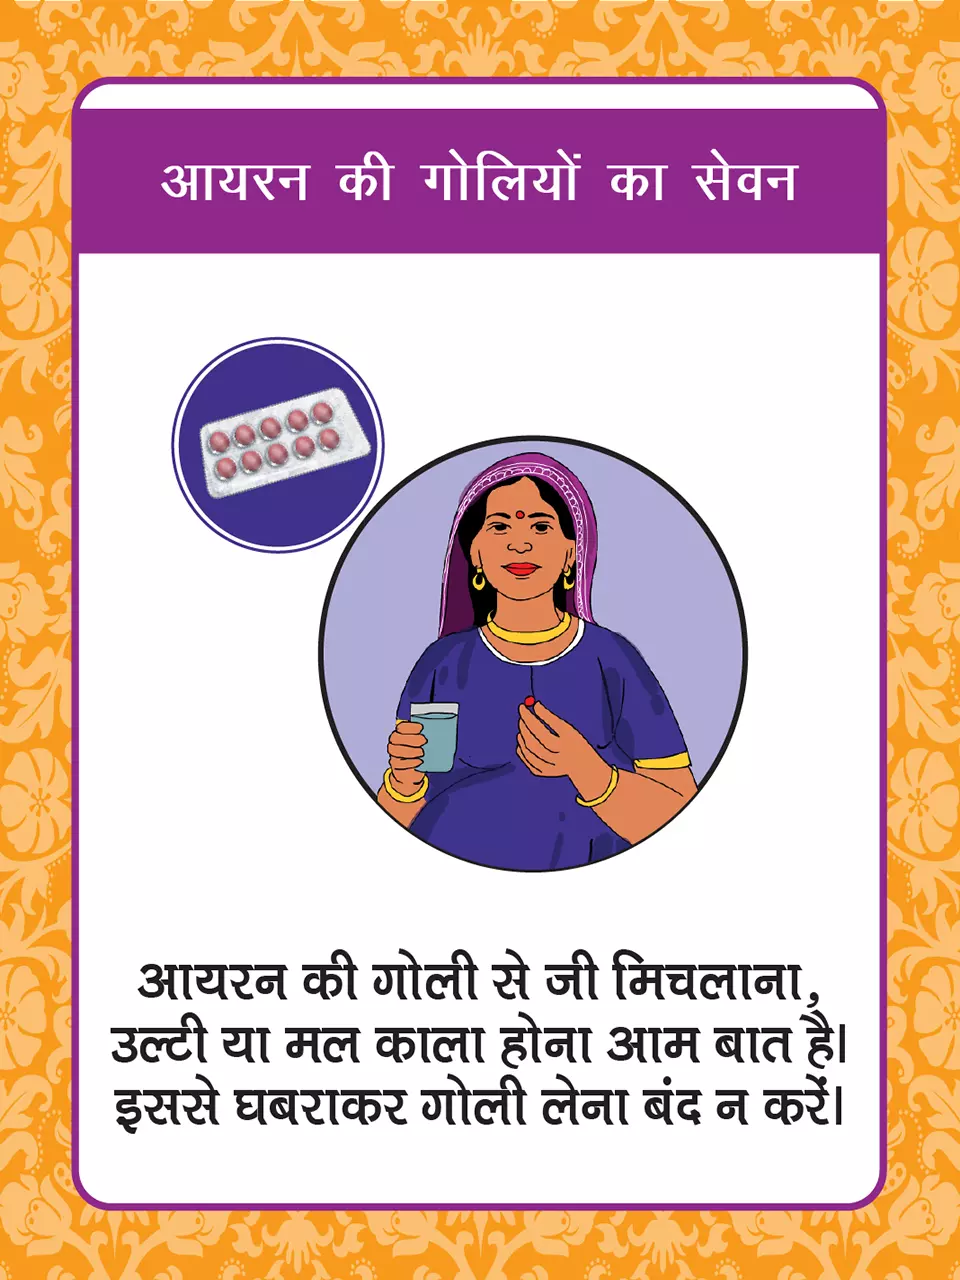 आयरन की गोलियों का सेवन
आयरन की गोली से जी मिचलाना,
उल्टी या मल काला होना आम बात है।
इससे घबराकर गोली लेना बंद न करें।